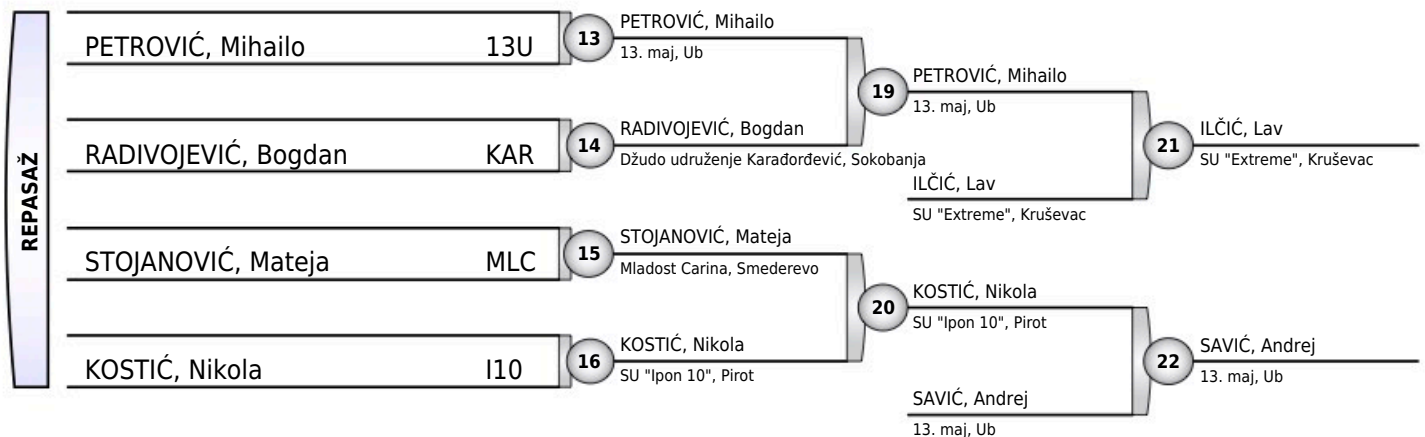 REPASAŽ
PETROVIĆ, Mihailo 13U
13
PETROVIĆ, Mihailo
13. maj, Ub
RADIVOJEVIĆ, Bogdan KAR
14
RADIVOJEVIĆ, Bogdan
Džudo udruženje Karađorđević, Sokobanja
19
PETROVIĆ, Mihailo
13. maj, Ub
ILČIĆ, Lav
SU "Extreme", Kruševac
21
ILČIĆ, Lav
SU "Extreme", Kruševac
STOJANOVIĆ, Mateja MLC
15
STOJANOVIĆ, Mateja
Mladost Carina, Smederevo
KOSTIĆ, Nikola I10
16
KOSTIĆ, Nikola
SU "Ipon 10", Pirot
20
KOSTIĆ, Nikola
SU "Ipon 10", Pirot
SAVIĆ, Andrej
13. maj, Ub
22
SAVIĆ, Andrej
13. maj, Ub